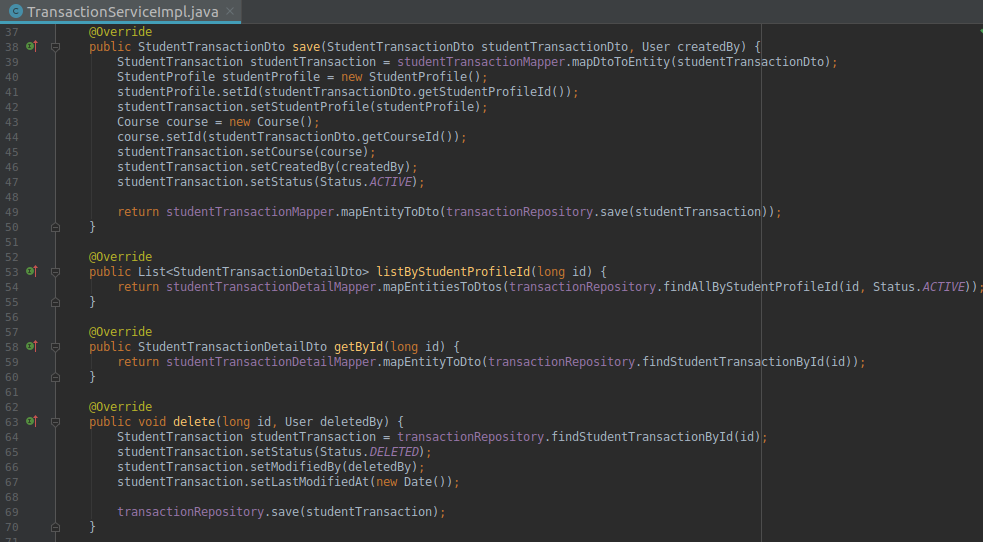 TransactionServiceImpl.java
37 @Override
38 public StudentTransactionDto save(StudentTransactionDto studentTransactionDto, User createdBy) {
39 StudentTransaction studentTransaction = studentTransactionMapper.mapDtoToEntity(studentTransactionDto);
40 StudentProfile studentProfile = new StudentProfile();
41 studentProfile.setId(studentTransactionDto.getStudentProfileId());
42 studentTransaction.setStudentProfile(studentProfile);
43 Course course = new Course();
44 course.setId(studentTransactionDto.getCourseId());
45 studentTransaction.setCourse(course);
46 studentTransaction.setCreatedBy(createdBy);
47 studentTransaction.setStatus(Status.ACTIVE);
48
49 return studentTransactionMapper.mapEntityToDto(transactionRepository.save(studentTransaction));
50 }
51
52 @Override
53 public List<StudentTransactionDetailDto> listByStudentProfileId(long id) {
54 return studentTransactionDetailMapper.mapEntitiesToDtos(transactionRepository.findAllByStudentProfileId(id, Status.ACTIVE));
55 }
56
57 @Override
58 public StudentTransactionDetailDto getById(long id) {
59 return studentTransactionDetailMapper.mapEntityToDto(transactionRepository.findStudentTransactionById(id));
60 }
61
62 @Override
63 public void delete(long id, User deletedBy) {
64 StudentTransaction studentTransaction = transactionRepository.findStudentTransactionById(id);
65 studentTransaction.setStatus(Status.DELETED);
66 studentTransaction.setModifiedBy(deletedBy);
67 studentTransaction.setLastModifiedAt(new Date());
68
69 transactionRepository.save(studentTransaction);
70 }
71